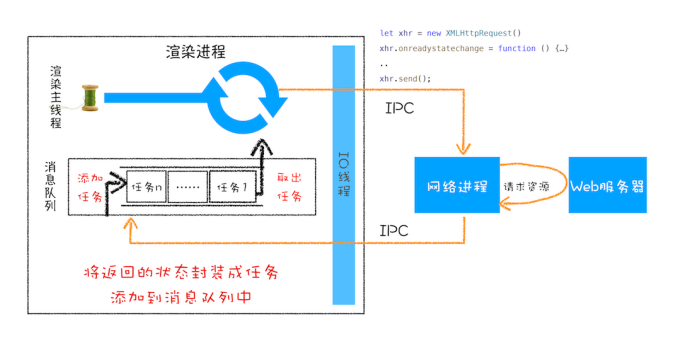 let xhr = new XMLHttpRequest()
xhr.onreadystatechange = function () {…}
..
xhr.send();
渲染进程
渲染主线程
IPC
IO线程
消息队列
添加
任务
任务n
……
任务1
取出
任务
网络进程
请求资源
Web服务器
IPC
将返回的状态封装成任务
添加到消息队列中